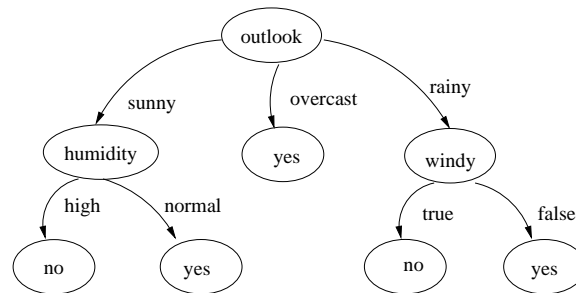 outlook
sunny
overcast
rainy
humidity
yes
windy
high
normal
true
false
no
yes
no
yes